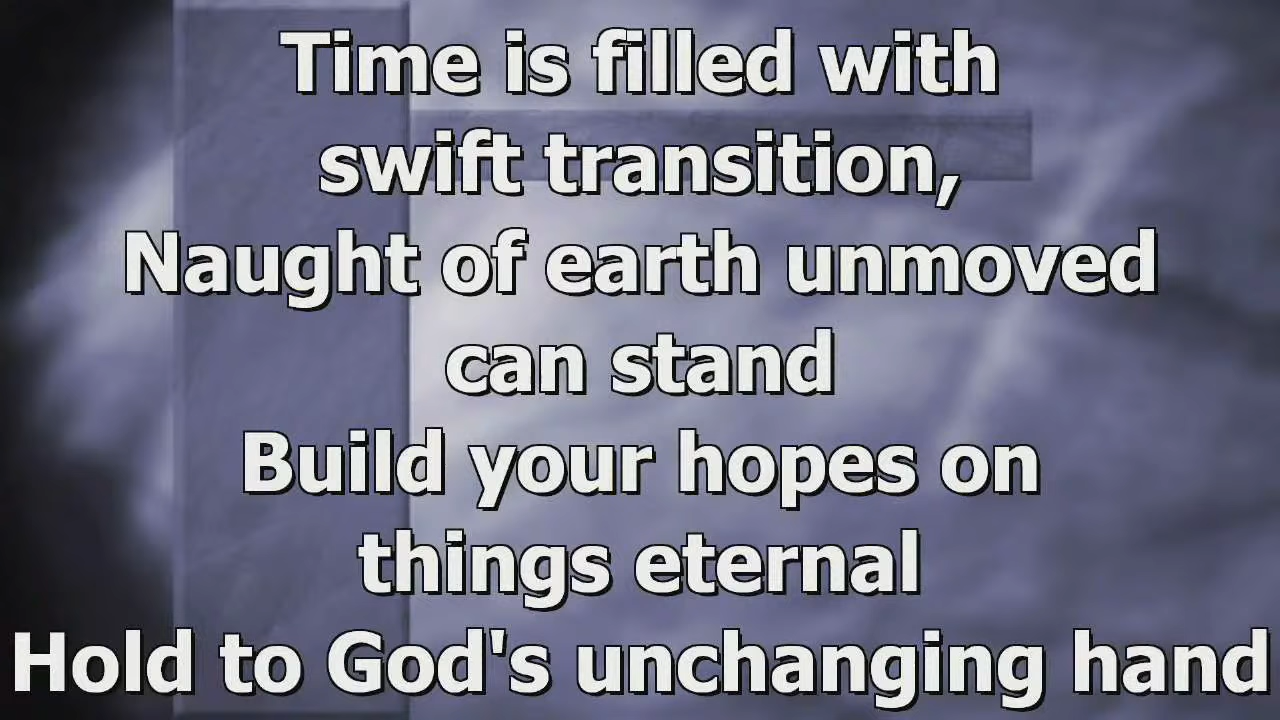 Time is filled with
swift transition,
Naught of earth unmoved
can stand
Build your hopes on
things eternal
Hold to God's unchanging hand